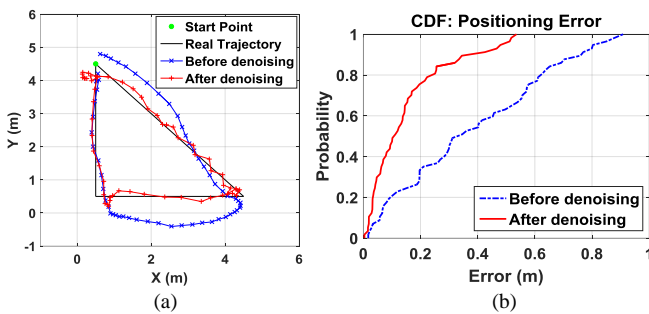 CDF: Positioning Error
6
5
4
3
2
1
0
-1
Y (m)
0
2
4
6
X (m)
Start Point
Real Trajectory
Before denoising
After denoising
(a)
1
0.8
0.6
0.4
0.2
0
Probability
0
0.2
0.4
0.6
0.8
1
Error (m)
Before denoising
After denoising
(b)